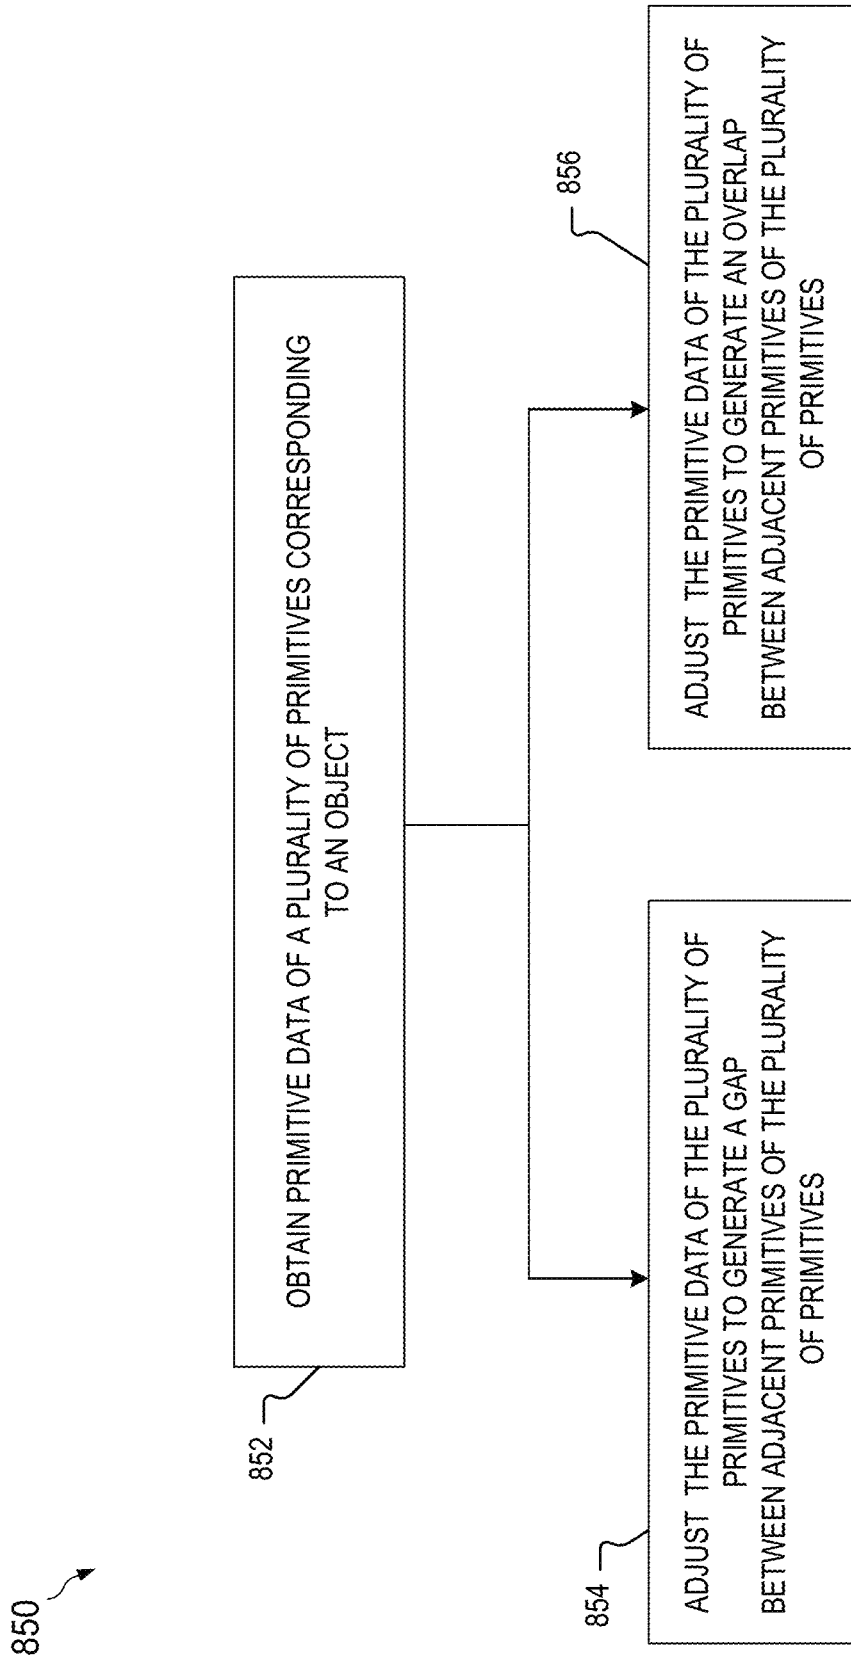 850
852
OBTAIN PRIMITIVE DATA OF A PLURALITY OF PRIMITIVES CORRESPONDING
TO AN OBJECT
854
ADJUST THE PRIMITIVE DATA OF THE PLURALITY OF
PRIMITIVES TO GENERATE A GAP
BETWEEN ADJACENT PRIMITIVES OF THE PLURALITY
OF PRIMITIVES
856
ADJUST THE PRIMITIVE DATA OF THE PLURALITY OF
PRIMITIVES TO GENERATE AN OVERLAP
BETWEEN ADJACENT PRIMITIVES OF THE PLURALITY
OF PRIMITIVES